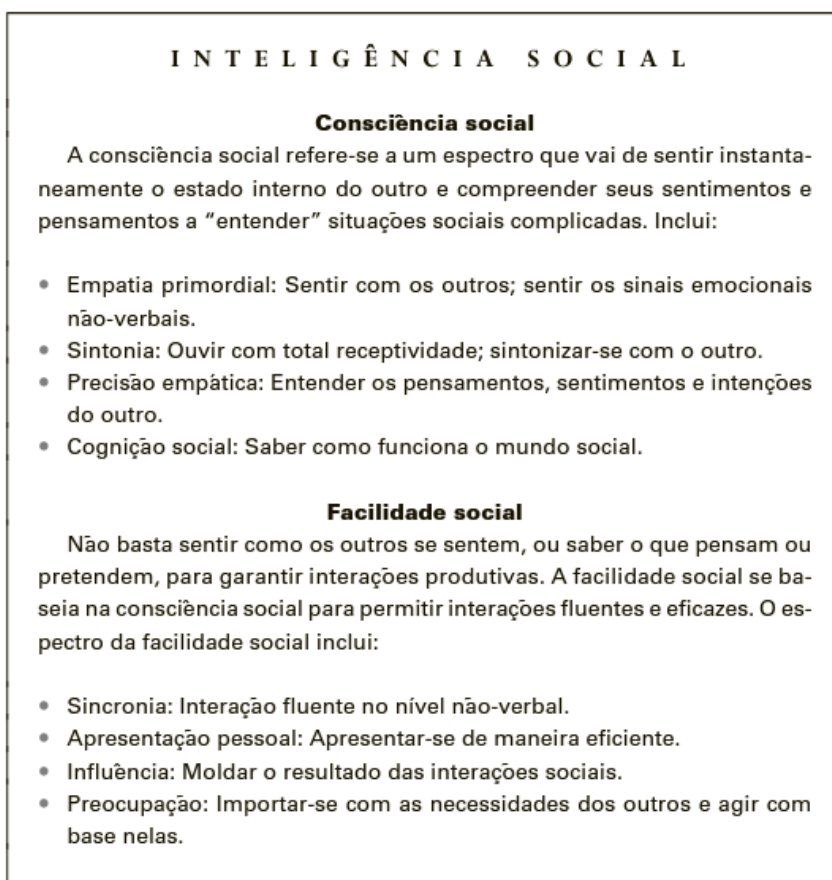 INTELIGÊNCIA SOCIAL
Consciência social
A consciência social refere-se a um espectro que vai de sentir instanta-
neamente o estado interno do outro e compreender seus sentimentos e
pensamentos a “entender” situações sociais complicadas. Inclui:
• Empatia primordial: Sentir com os outros; sentir os sinais emocionais
não-verbais.
• Sintonia: Ouvir com total receptividade; sintonizar-se com o outro.
• Precisão empática: Entender os pensamentos, sentimentos e intenções
do outro.
• Cognição social: Saber como funciona o mundo social.
Facilidade social
Não basta sentir como os outros se sentem, ou saber o que pensam ou
pretendem, para garantir interações produtivas. A facilidade social se ba-
seia na consciência social para permitir interações fluentes e eficazes. O es-
pectro da facilidade social inclui:
• Sincronia: Interação fluente no nível não-verbal.
• Apresentação pessoal: Apresentar-se de maneira eficiente.
• Influência: Moldar o resultado das interações sociais.
• Preocupação: Importar-se com as necessidades dos outros e agir com
base nelas.